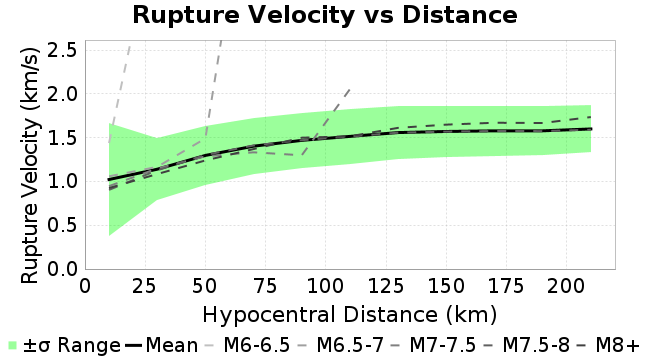 Rupture Velocity vs Distance
Rupture Velocity (km/s)
2.5
2.0
1.5
1.0
0.5
0.0
0 25 50 75 100 125 150 175 200
Hypocentral Distance (km)
±σ Range Mean M6-6.5 M6.5-7 M7-7.5 M7.5-8 M8+